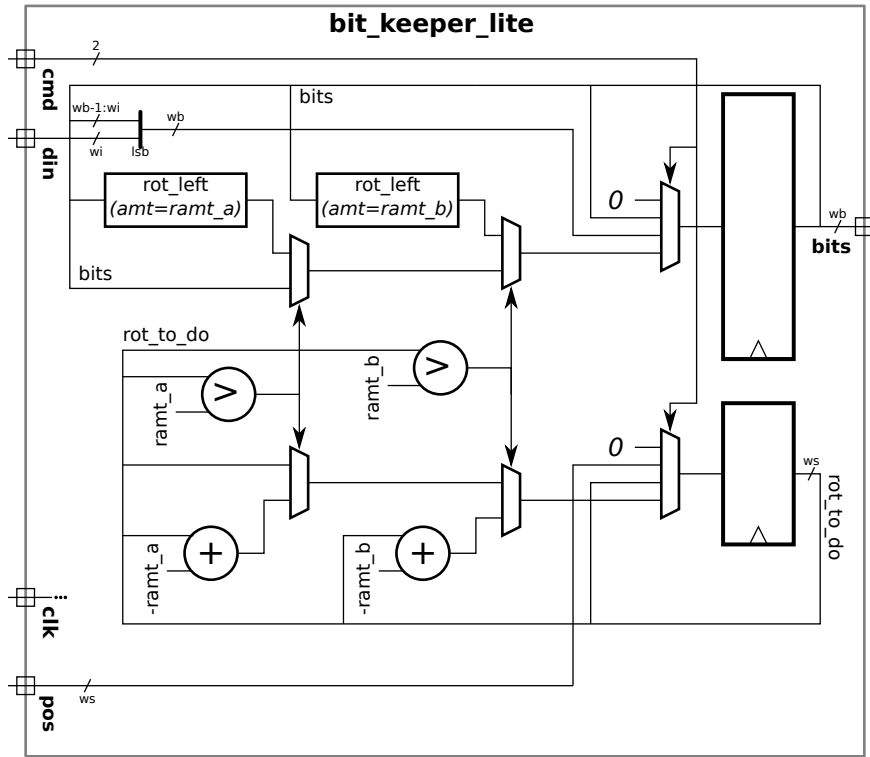 bit_keeper_lite
2
cmd
bits
wb-1:wi
wb
din
wi
lsb
rot_left
(amt=ramt_a)
rot_left
(amt=ramt_b)
0
wb
bits
bits
rot_to_do
>
ramt_a
>
ramt_b
0
ws
rot_to_do
+
-ramt_a
+
-ramt_b
clk
pos
ws